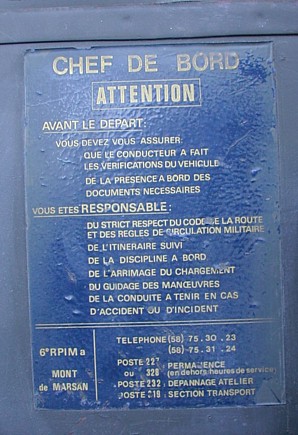 CHEF DE BORD
ATTENTION
AVANT LE DEPART:
VOUS DEVEZ VOUS ASSURER:
QUE LE CONDUCTEUR A FAIT
LES VERIFICATIONS DU VEHICULE
DE LA PRESENCE A BORD DES
DOCUMENTS NECESSAIRES
VOUS ETES RESPONSABLE:
DU STRICT RESPECT DU CODE DE LA ROUTE
ET DES REGLES DE CIRCULATION MILITAIRE
DE L'ITINERAIRE SUIVI
DE LA DISCIPLINE A BORD
DE L'ARRIMAGE DU CHARGEMENT
DU GUIDAGE DES MANŒUVRES
DE LA CONDUITE A TENIR EN CAS
D'ACCIDENT OU D'INCIDENT
6e RPIMa
MONT
de MARSAN
TELEPHONE (58) 75.30.23
(58) 75.31.24
POSTE 227
ou 328 PERMANENCE
(en dehors heures de service)
POSTE 232 DEPANNAGE ATELIER
POSTE 219 SECTION TRANSPORT